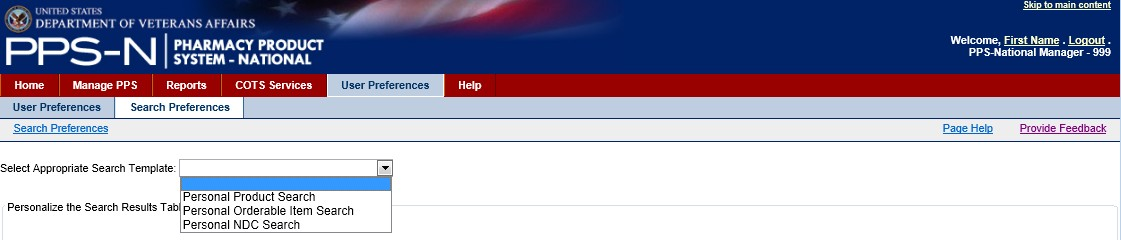 Skip to main content
UNITED STATES
DEPARTMENT OF VETERANS AFFAIRS
PPS-N PHARMACY PRODUCT
SYSTEM - NATIONAL
Welcome, First Name . Logout .
PPS-National Manager - 999
Home Manage PPS Reports COTS Services User Preferences Help
User Preferences Search Preferences
Search Preferences Page Help Provide Feedback
Select Appropriate Search Template:
Personal Product Search
Personalize the Search Results Tabl
Personal Orderable Item Search
Personal NDC Search